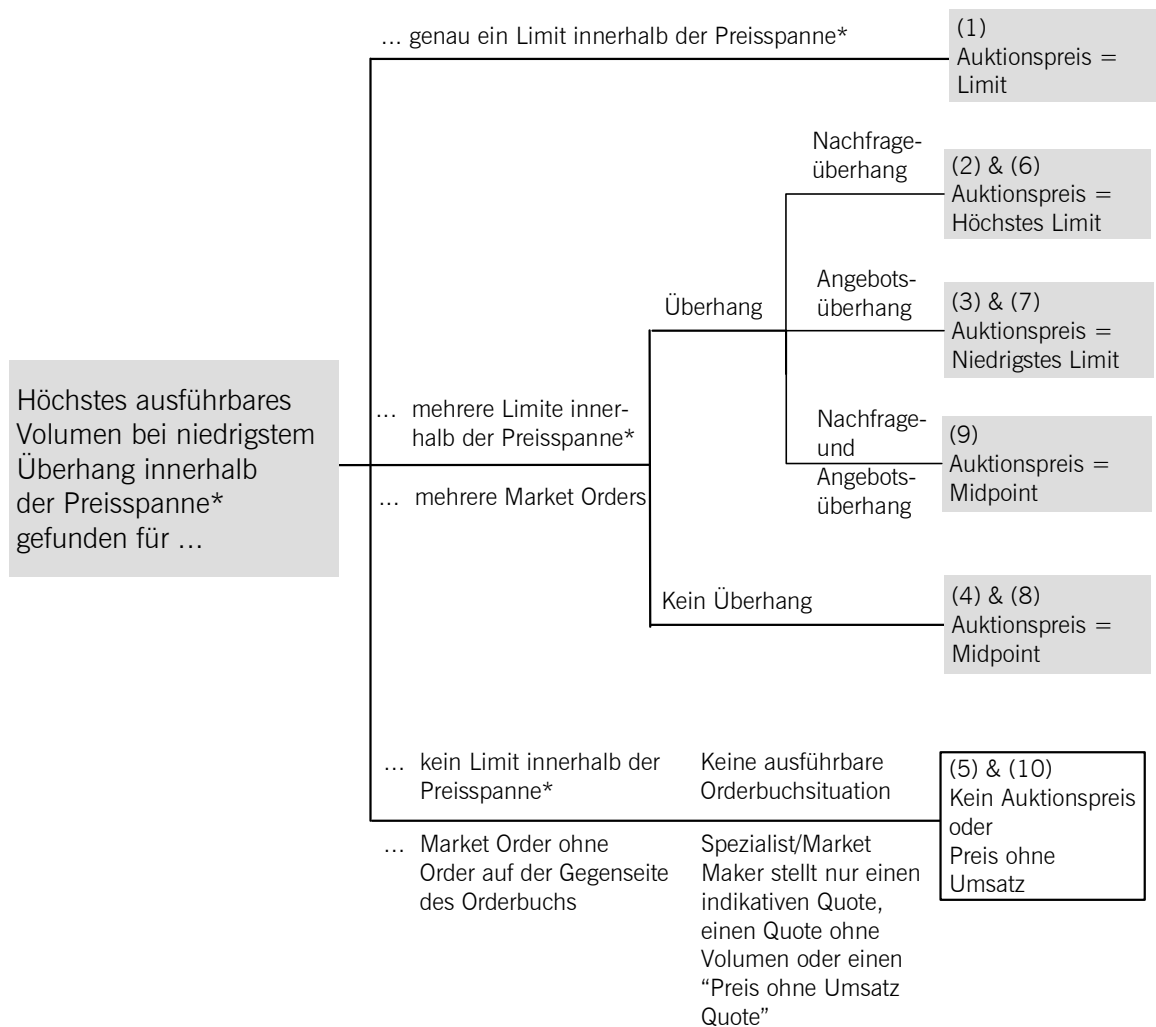 ... genau ein Limit innerhalb der Preisspanne*
(1)
Auktionspreis =
Limit
Nachfrage-
überhang
(2) & (6)
Auktionspreis =
Höchstes Limit
Überhang
Angebots-
überhang
(3) & (7)
Auktionspreis =
Niedrigstes Limit
Höchstes ausführbares
Volumen bei niedrigstem
Überhang innerhalb
der Preisspanne*
gefunden für ...
... mehrere Limite inner-
halb der Preisspanne*
... mehrere Market Orders
Nachfrage-
und
Angebots-
überhang
(9)
Auktionspreis =
Midpoint
Kein Überhang
(4) & (8)
Auktionspreis =
Midpoint
... kein Limit innerhalb der
Preisspanne*
Keine ausführbare
Orderbuchsituation
... Market Order ohne
Order auf der Gegenseite
des Orderbuchs
Spezialist/Market
Maker stellt nur einen
indikativen Quote,
einen Quote ohne
Volumen oder einen
“Preis ohne Umsatz
Quote”
(5) & (10)
Kein Auktionspreis
oder
Preis ohne
Umsatz